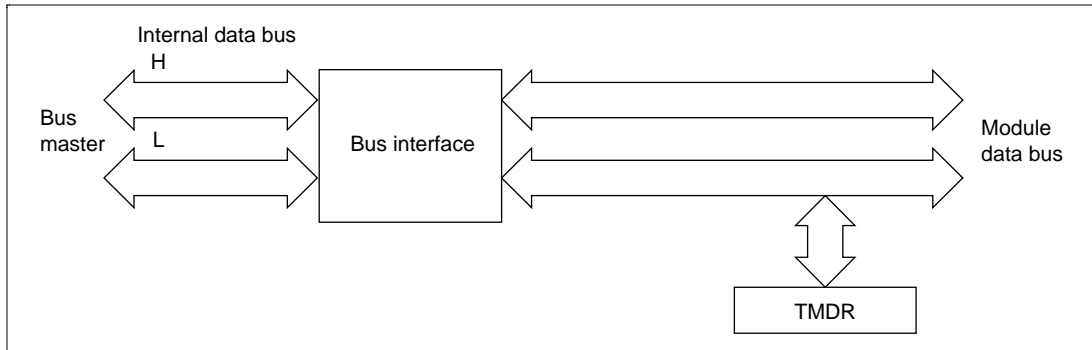 Internal data bus
H
Bus
master
L
Bus interface
Module
data bus
TMDR